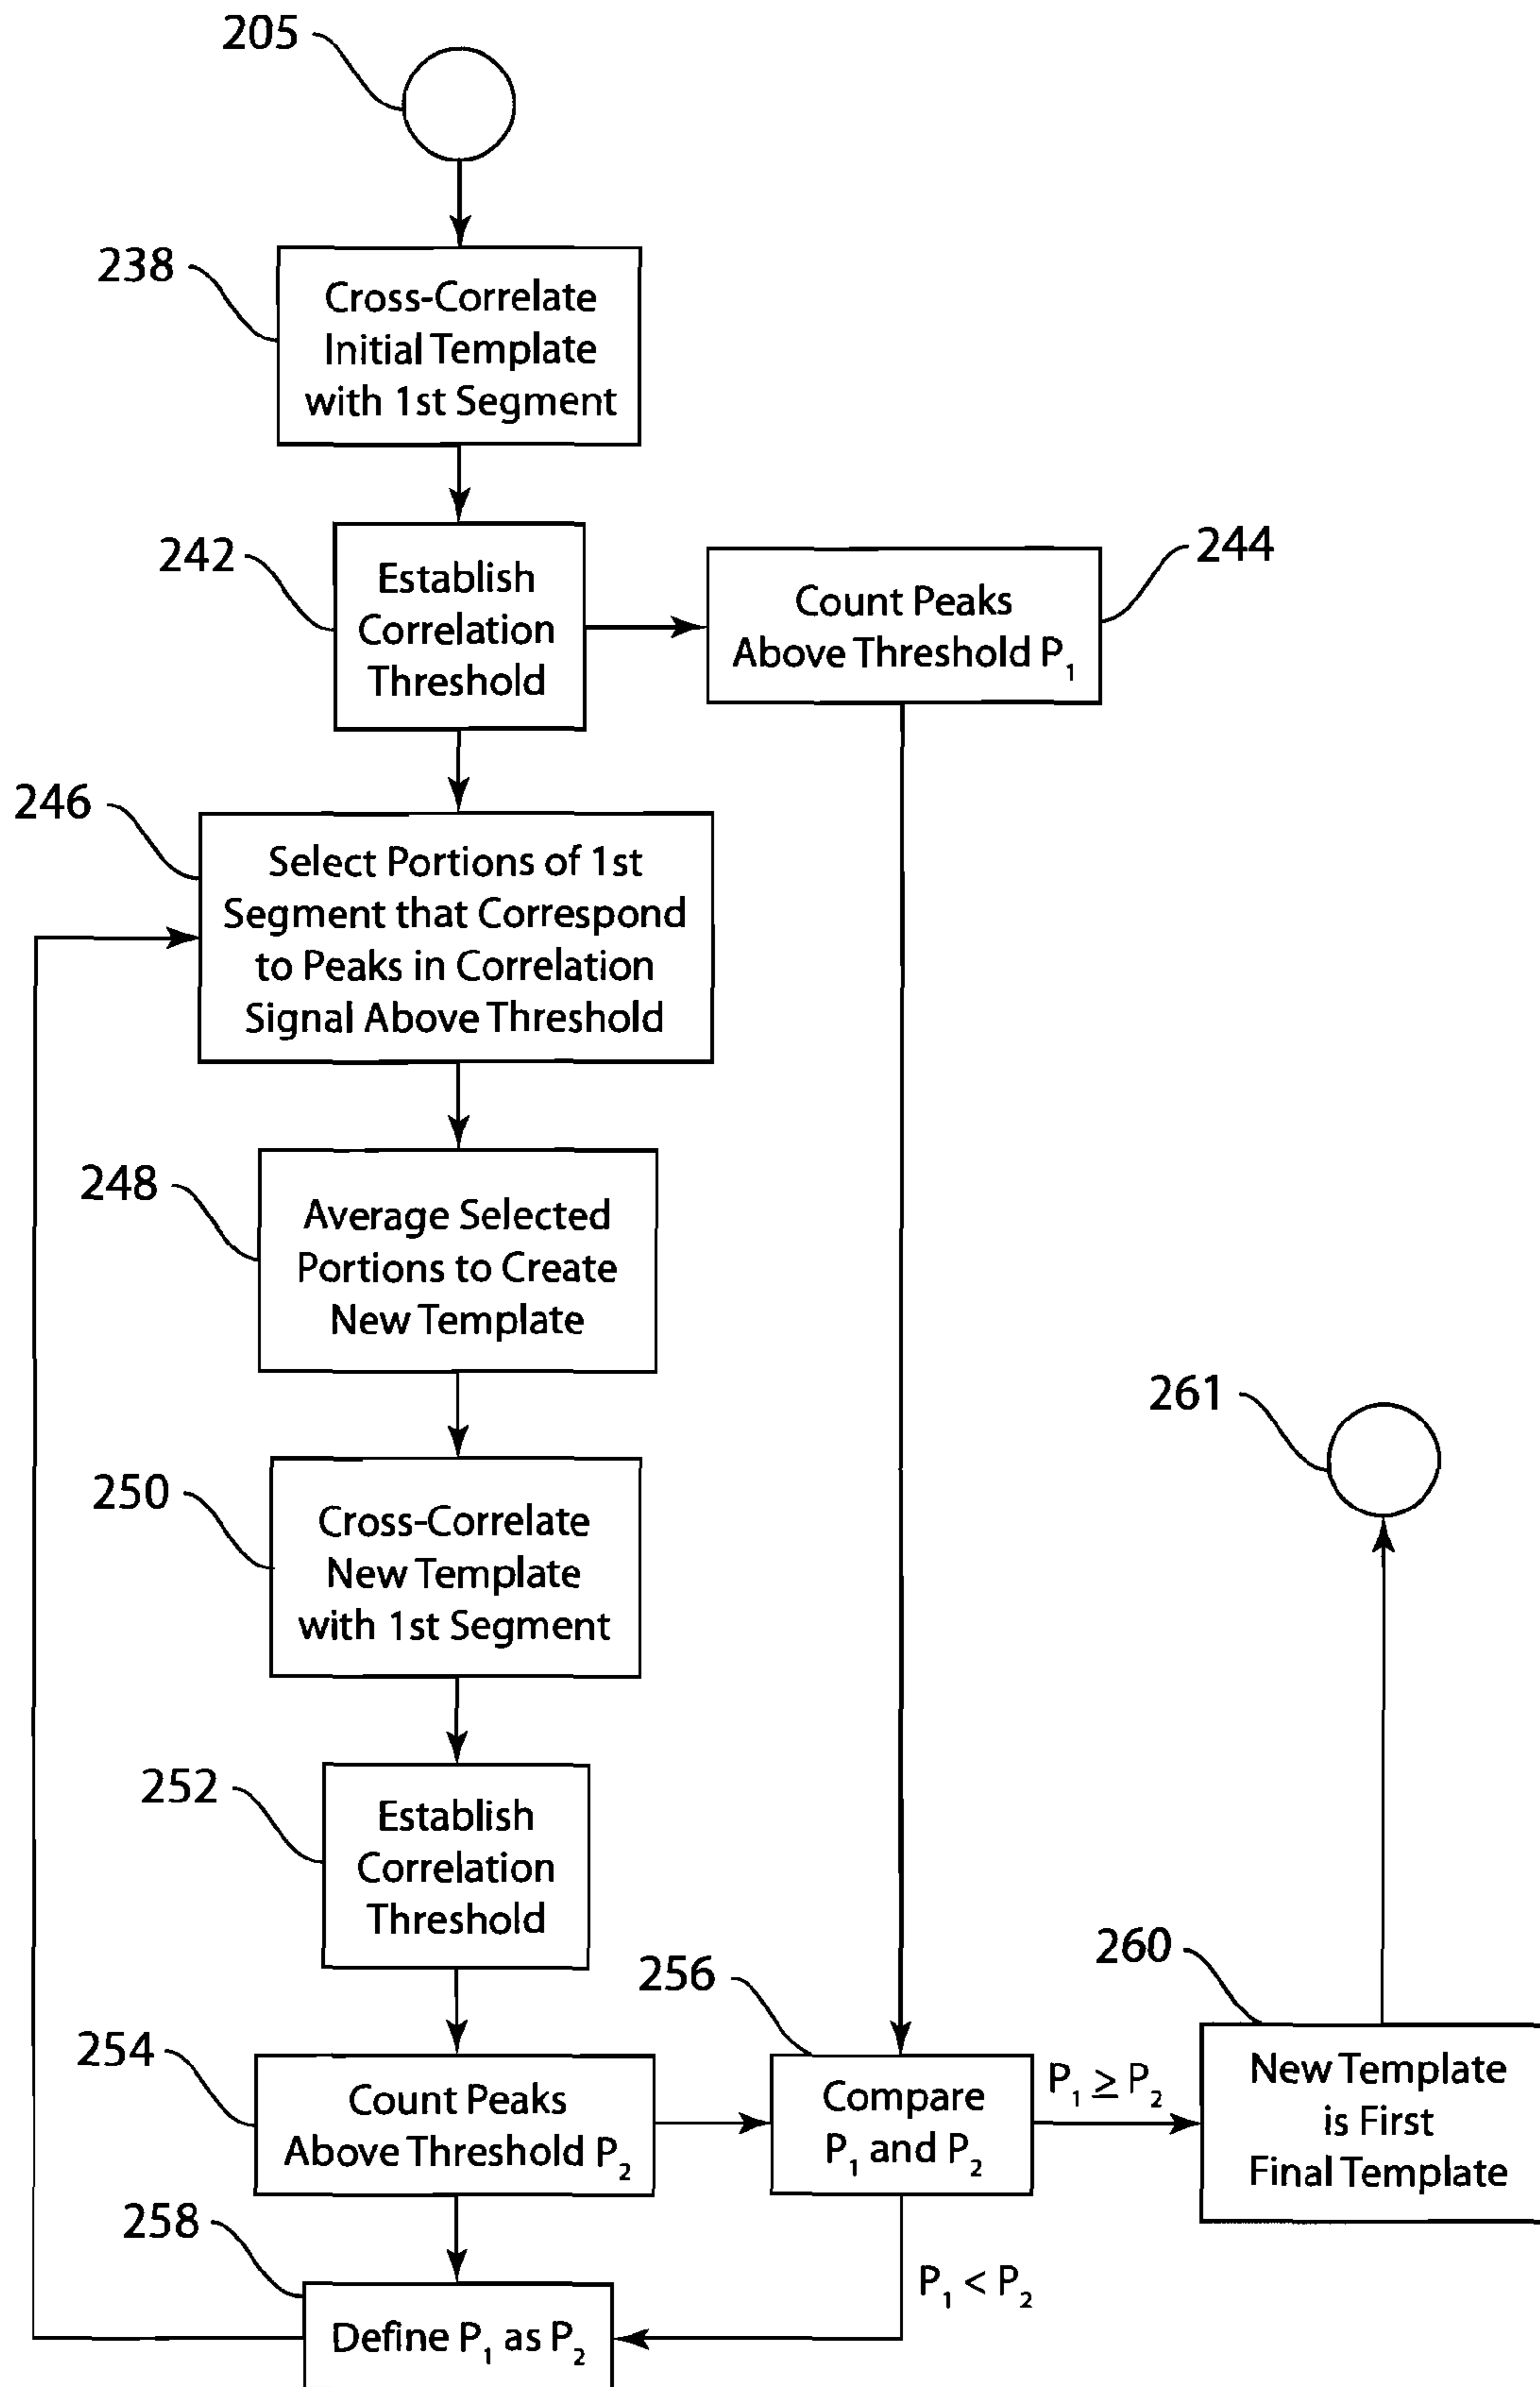 205
238
Cross-Correlate
Initial Template
with 1st Segment
242
Establish
Correlation
Threshold
244
Count Peaks
Above Threshold P₁
246
Select Portions of 1st
Segment that Correspond
to Peaks in Correlation
Signal Above Threshold
248
Average Selected
Portions to Create
New Template
261
250
Cross-Correlate
New Template
with 1st Segment
252
Establish
Correlation
Threshold
254
Count Peaks
Above Threshold P₂
256
Compare
P₁ and P₂
P₁ ≥ P₂
260
New Template
is First
Final Template
258
Define P₁ as P₂
P₁ < P₂